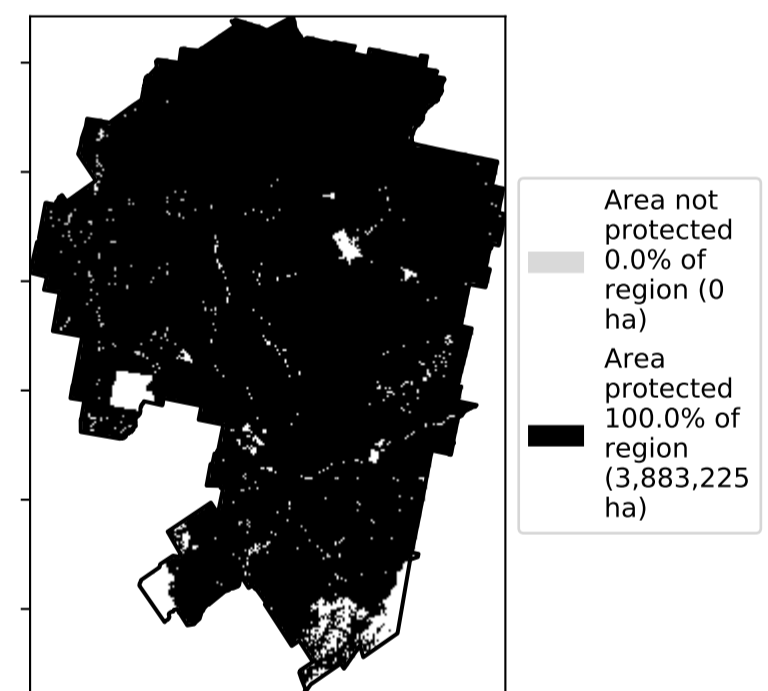 Area not
protected
0.0% of
region (0
ha)
Area
protected
100.0% of
region
(3,883,225
ha)